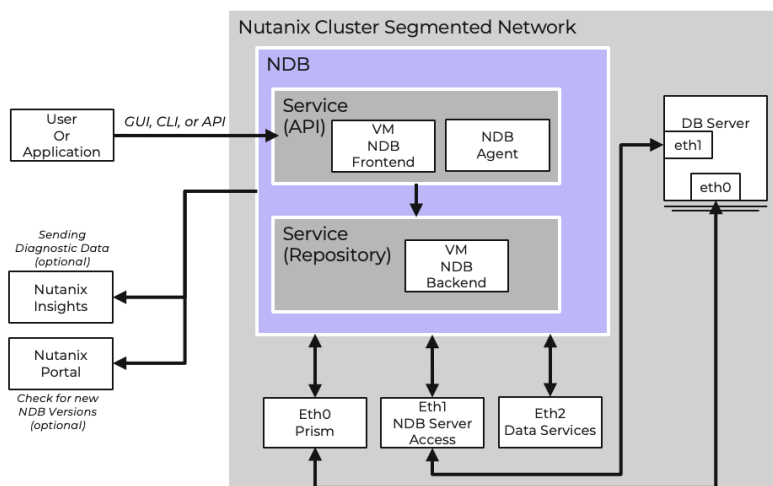 Nutanix Cluster Segmented Network
NDB
Service
(API)
VM
NDB
Frontend
NDB
Agent
User
Or
Application
GUI, CLI, or API
DB Server
eth1
eth0
Service
(Repository)
VM
NDB
Backend
Sending
Diagnostic Data
(optional)
Nutanix
Insights
Nutanix
Portal
Check for new
NDB Versions
(optional)
Eth0
Prism
Eth1
NDB Server
Access
Eth2
Data Services